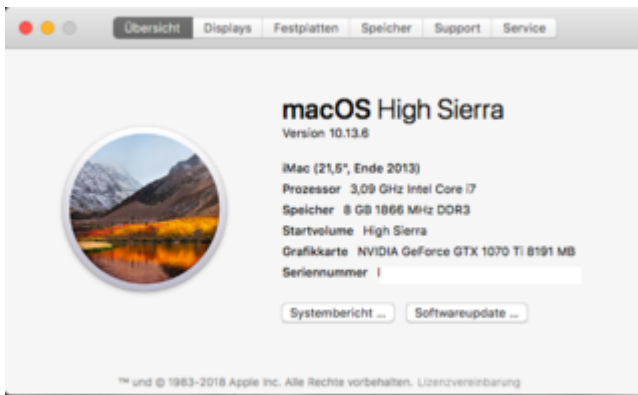 Übersicht Displays Festplatten Speicher Support Service
macOS High Sierra
Version 10.13.6
iMac (21,5", Ende 2013)
Prozessor 3,09 GHz Intel Core i7
Speicher 8 GB 1866 MHz DDR3
Startvolume High Sierra
Grafikkarte NVIDIA GeForce GTX 1070 Ti 8191 MB
Seriennummer
Systembericht ... Softwareupdate ...
™ und © 1983-2018 Apple Inc. Alle Rechte vorbehalten. Lizenzvereinbarung